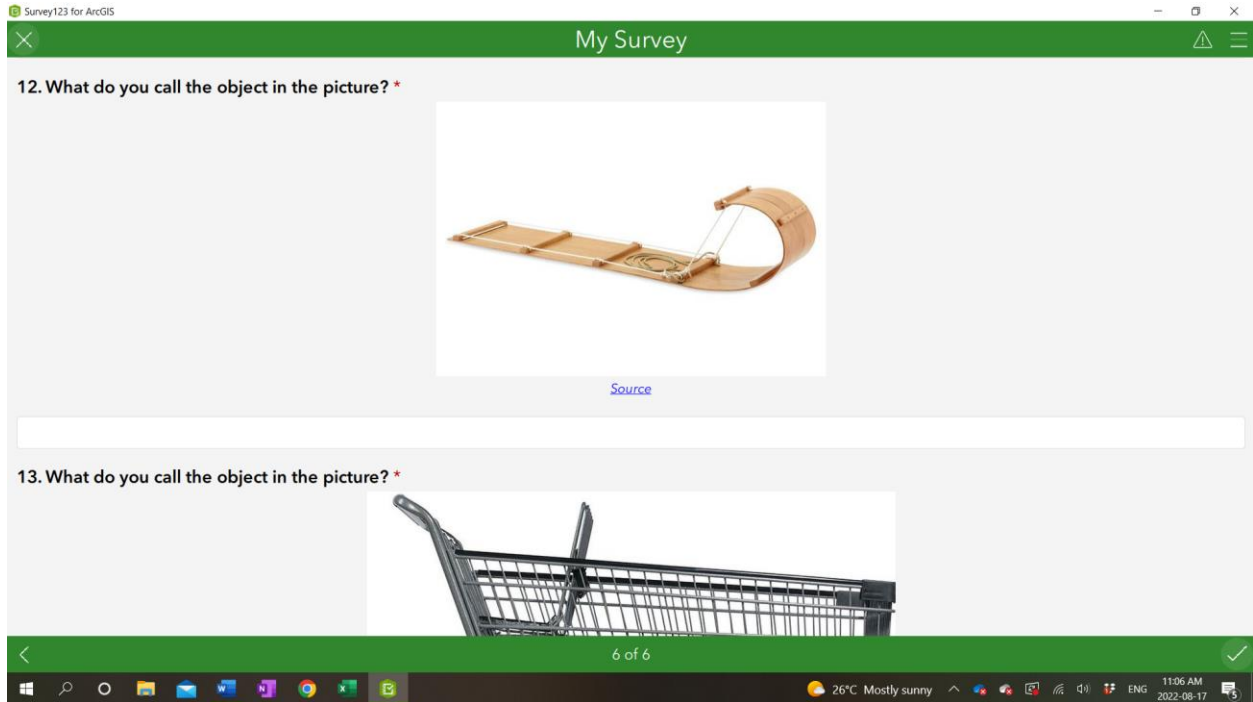 Survey123 for ArcGIS
My Survey
12. What do you call the object in the picture? *
Source
13. What do you call the object in the picture? *
6 of 6
26°C Mostly sunny
ENG
11:06 AM
2022-08-17
5